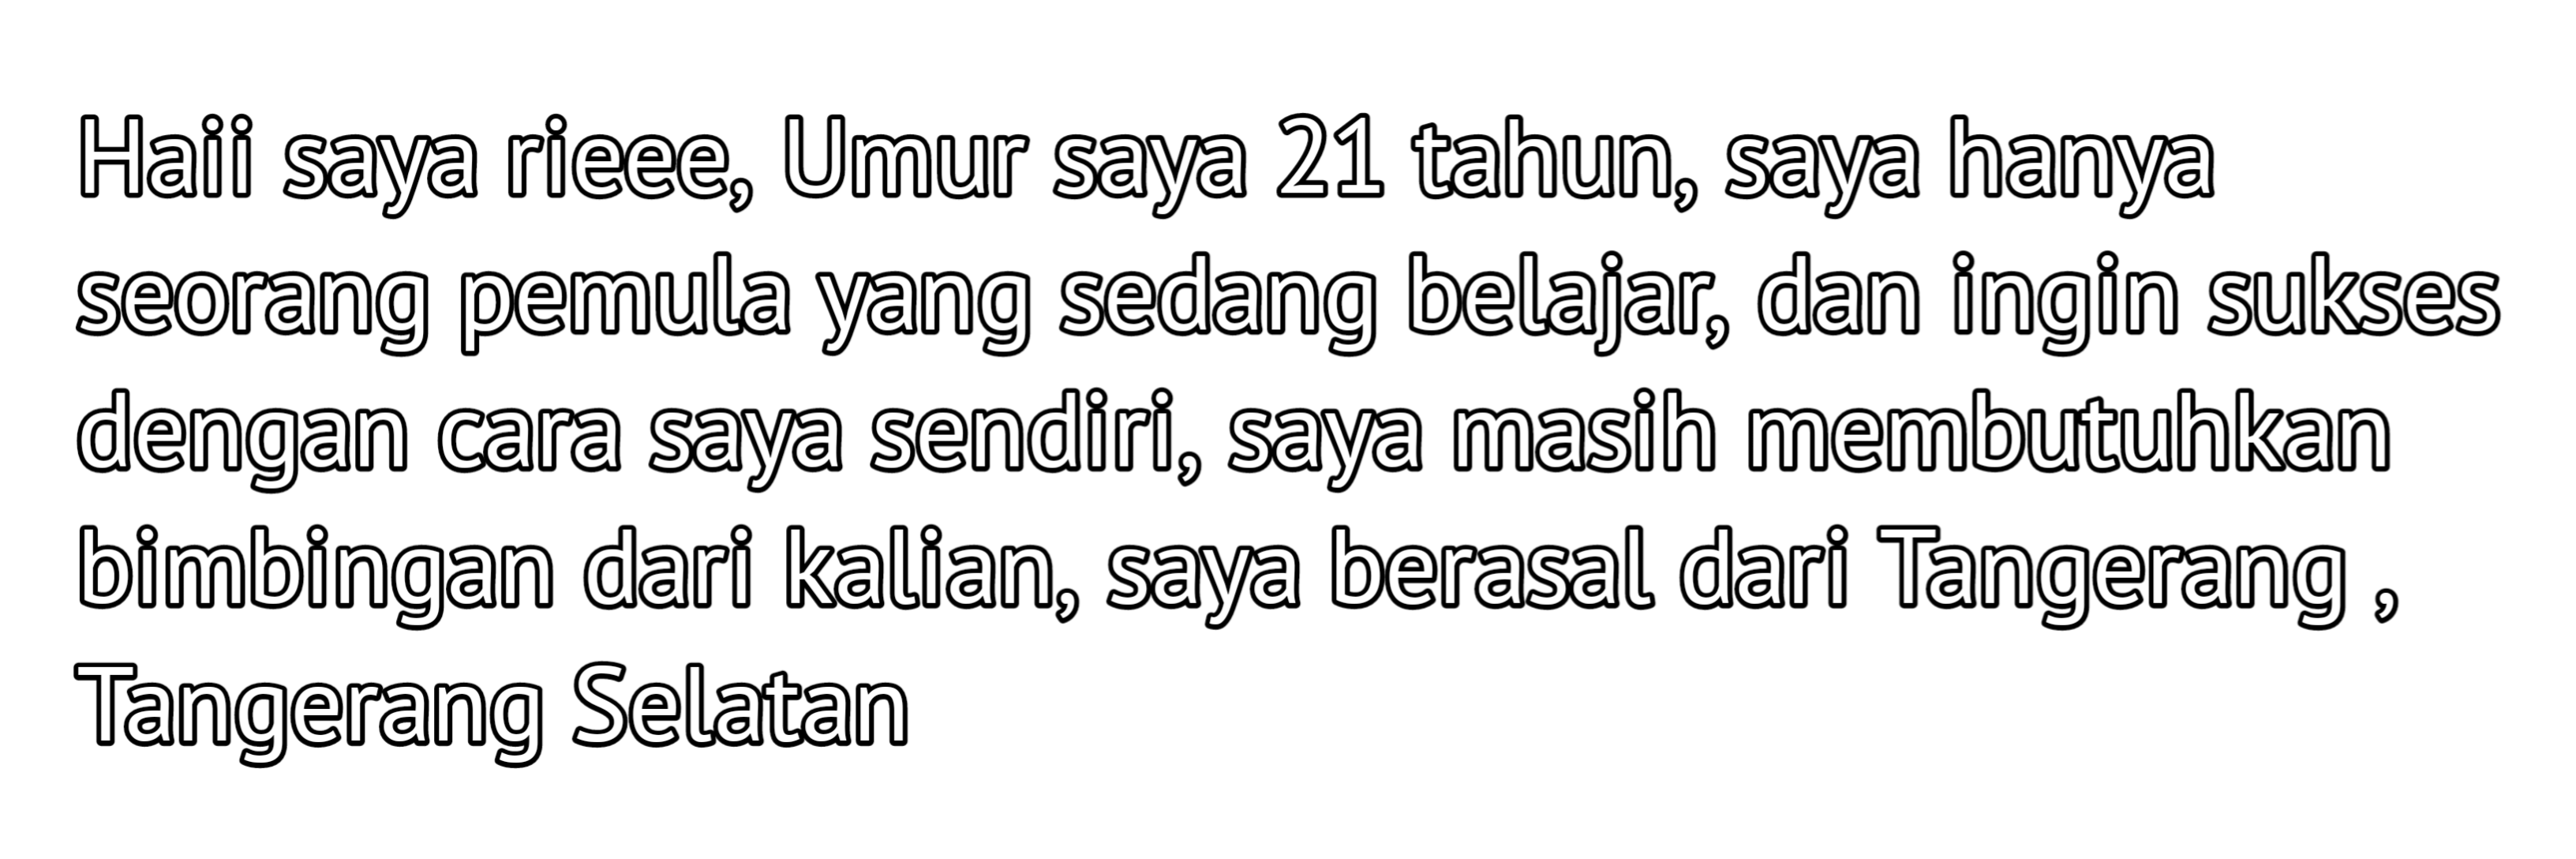 Haii saya rieee, Umur saya 21 tahun, saya hanya
seorang pemula yang sedang belajar, dan ingin sukses
dengan cara saya sendiri, saya masih membutuhkan
bimbingan dari kalian, saya berasal dari Tangerang ,
Tangerang Selatan